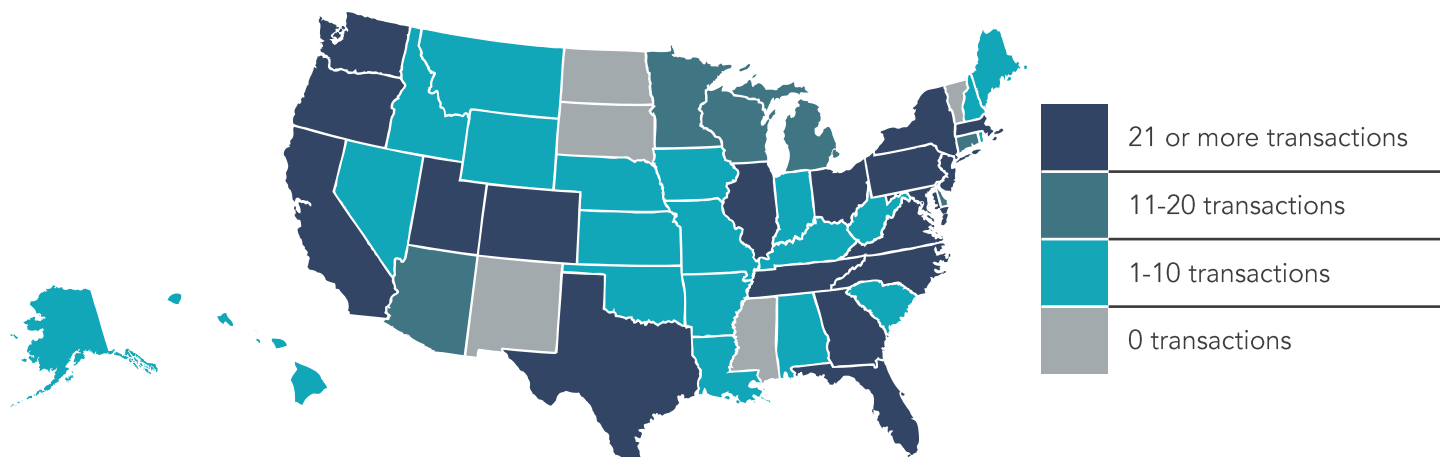 21 or more transactions
11-20 transactions
1-10 transactions
0 transactions